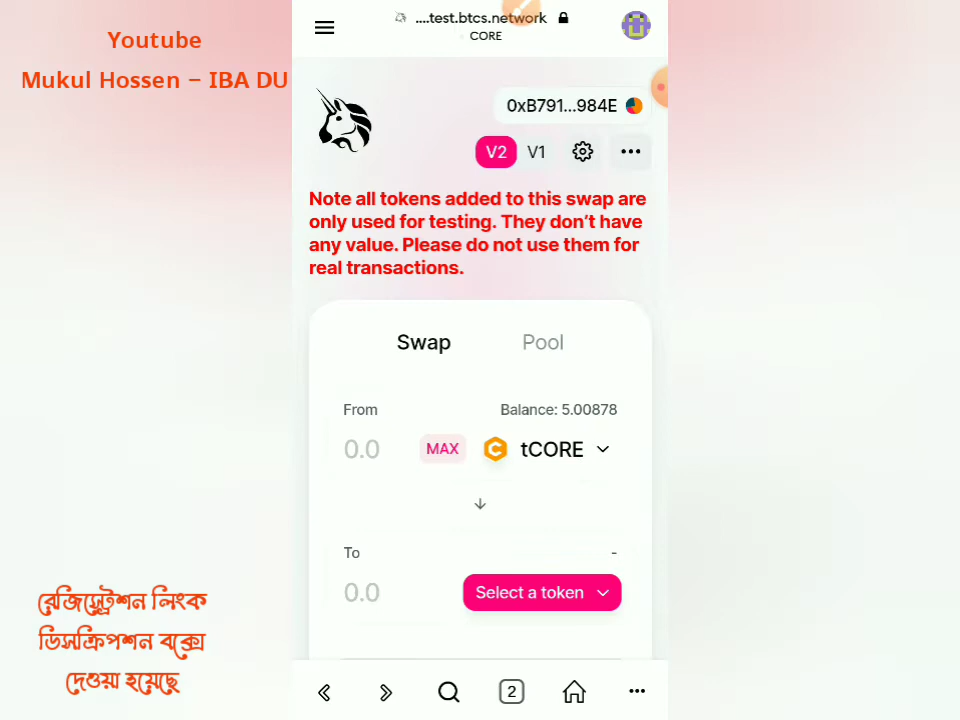 Youtube
Mukul Hossen – IBA DU
....test.btcs.network
CORE
0xB791...984E
V2 V1
Note all tokens added to this swap are
only used for testing. They don't have
any value. Please do not use them for
real transactions.
Swap Pool
From Balance: 5.00878
0.0 MAX tCORE
To -
0.0 Select a token
রেজিস্ট্রেশন লিংক
ডিসক্রিপশন বক্সে
দেওয়া হয়েছে
2